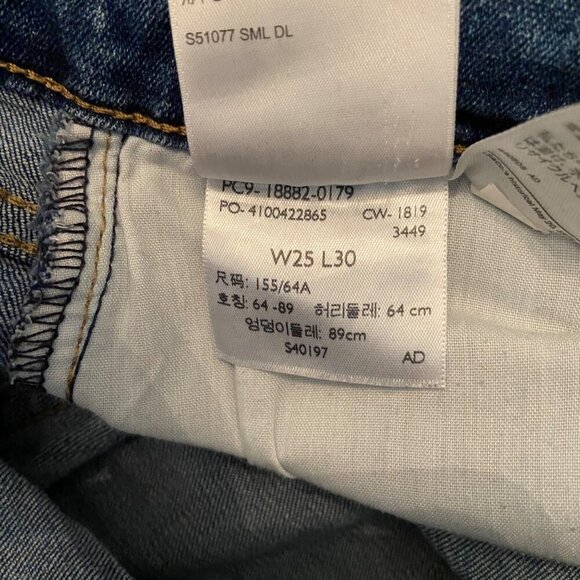 S51077 SML DL
PC9- 18882-0179
PO- 4100422865 CW- 1819
3449
W25 L30
尺码: 155/64A
호칭: 64 -89 허리둘레: 64 cm
엉덩이둘레: 89cm
S40197 AD